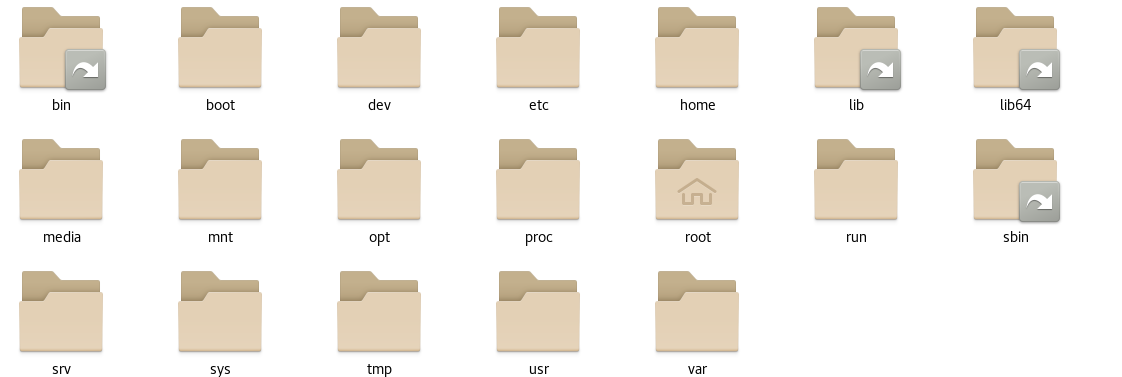 bin boot dev etc home lib lib64
media mnt opt proc root run sbin
srv sys tmp usr var